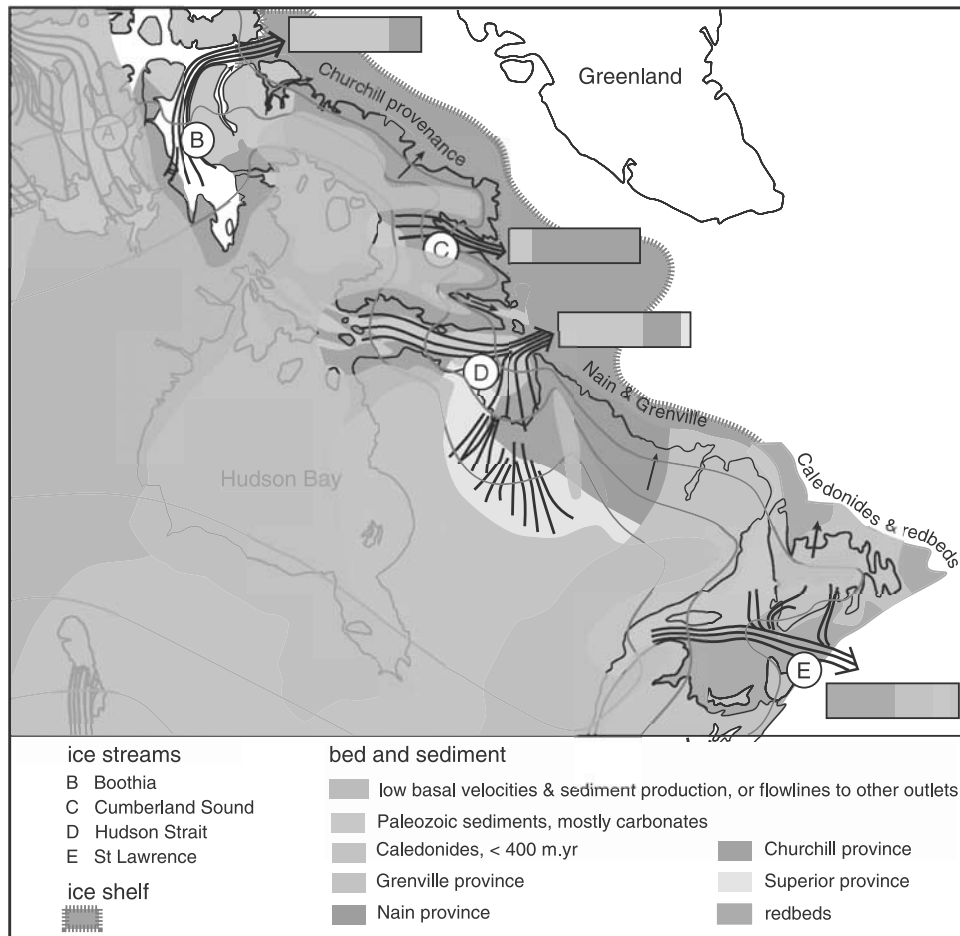 Greenland
Churchill provenance
A
B
C
D
Nain & Grenville
Hudson Bay
Caledonides & redbeds
E
ice streams
B Boothia
C Cumberland Sound
D Hudson Strait
E St Lawrence
ice shelf
bed and sediment
low basal velocities & sediment production, or flowlines to other outlets
Paleozoic sediments, mostly carbonates
Caledonides, < 400 m.yr
Grenville province
Nain province
Churchill province
Superior province
redbeds